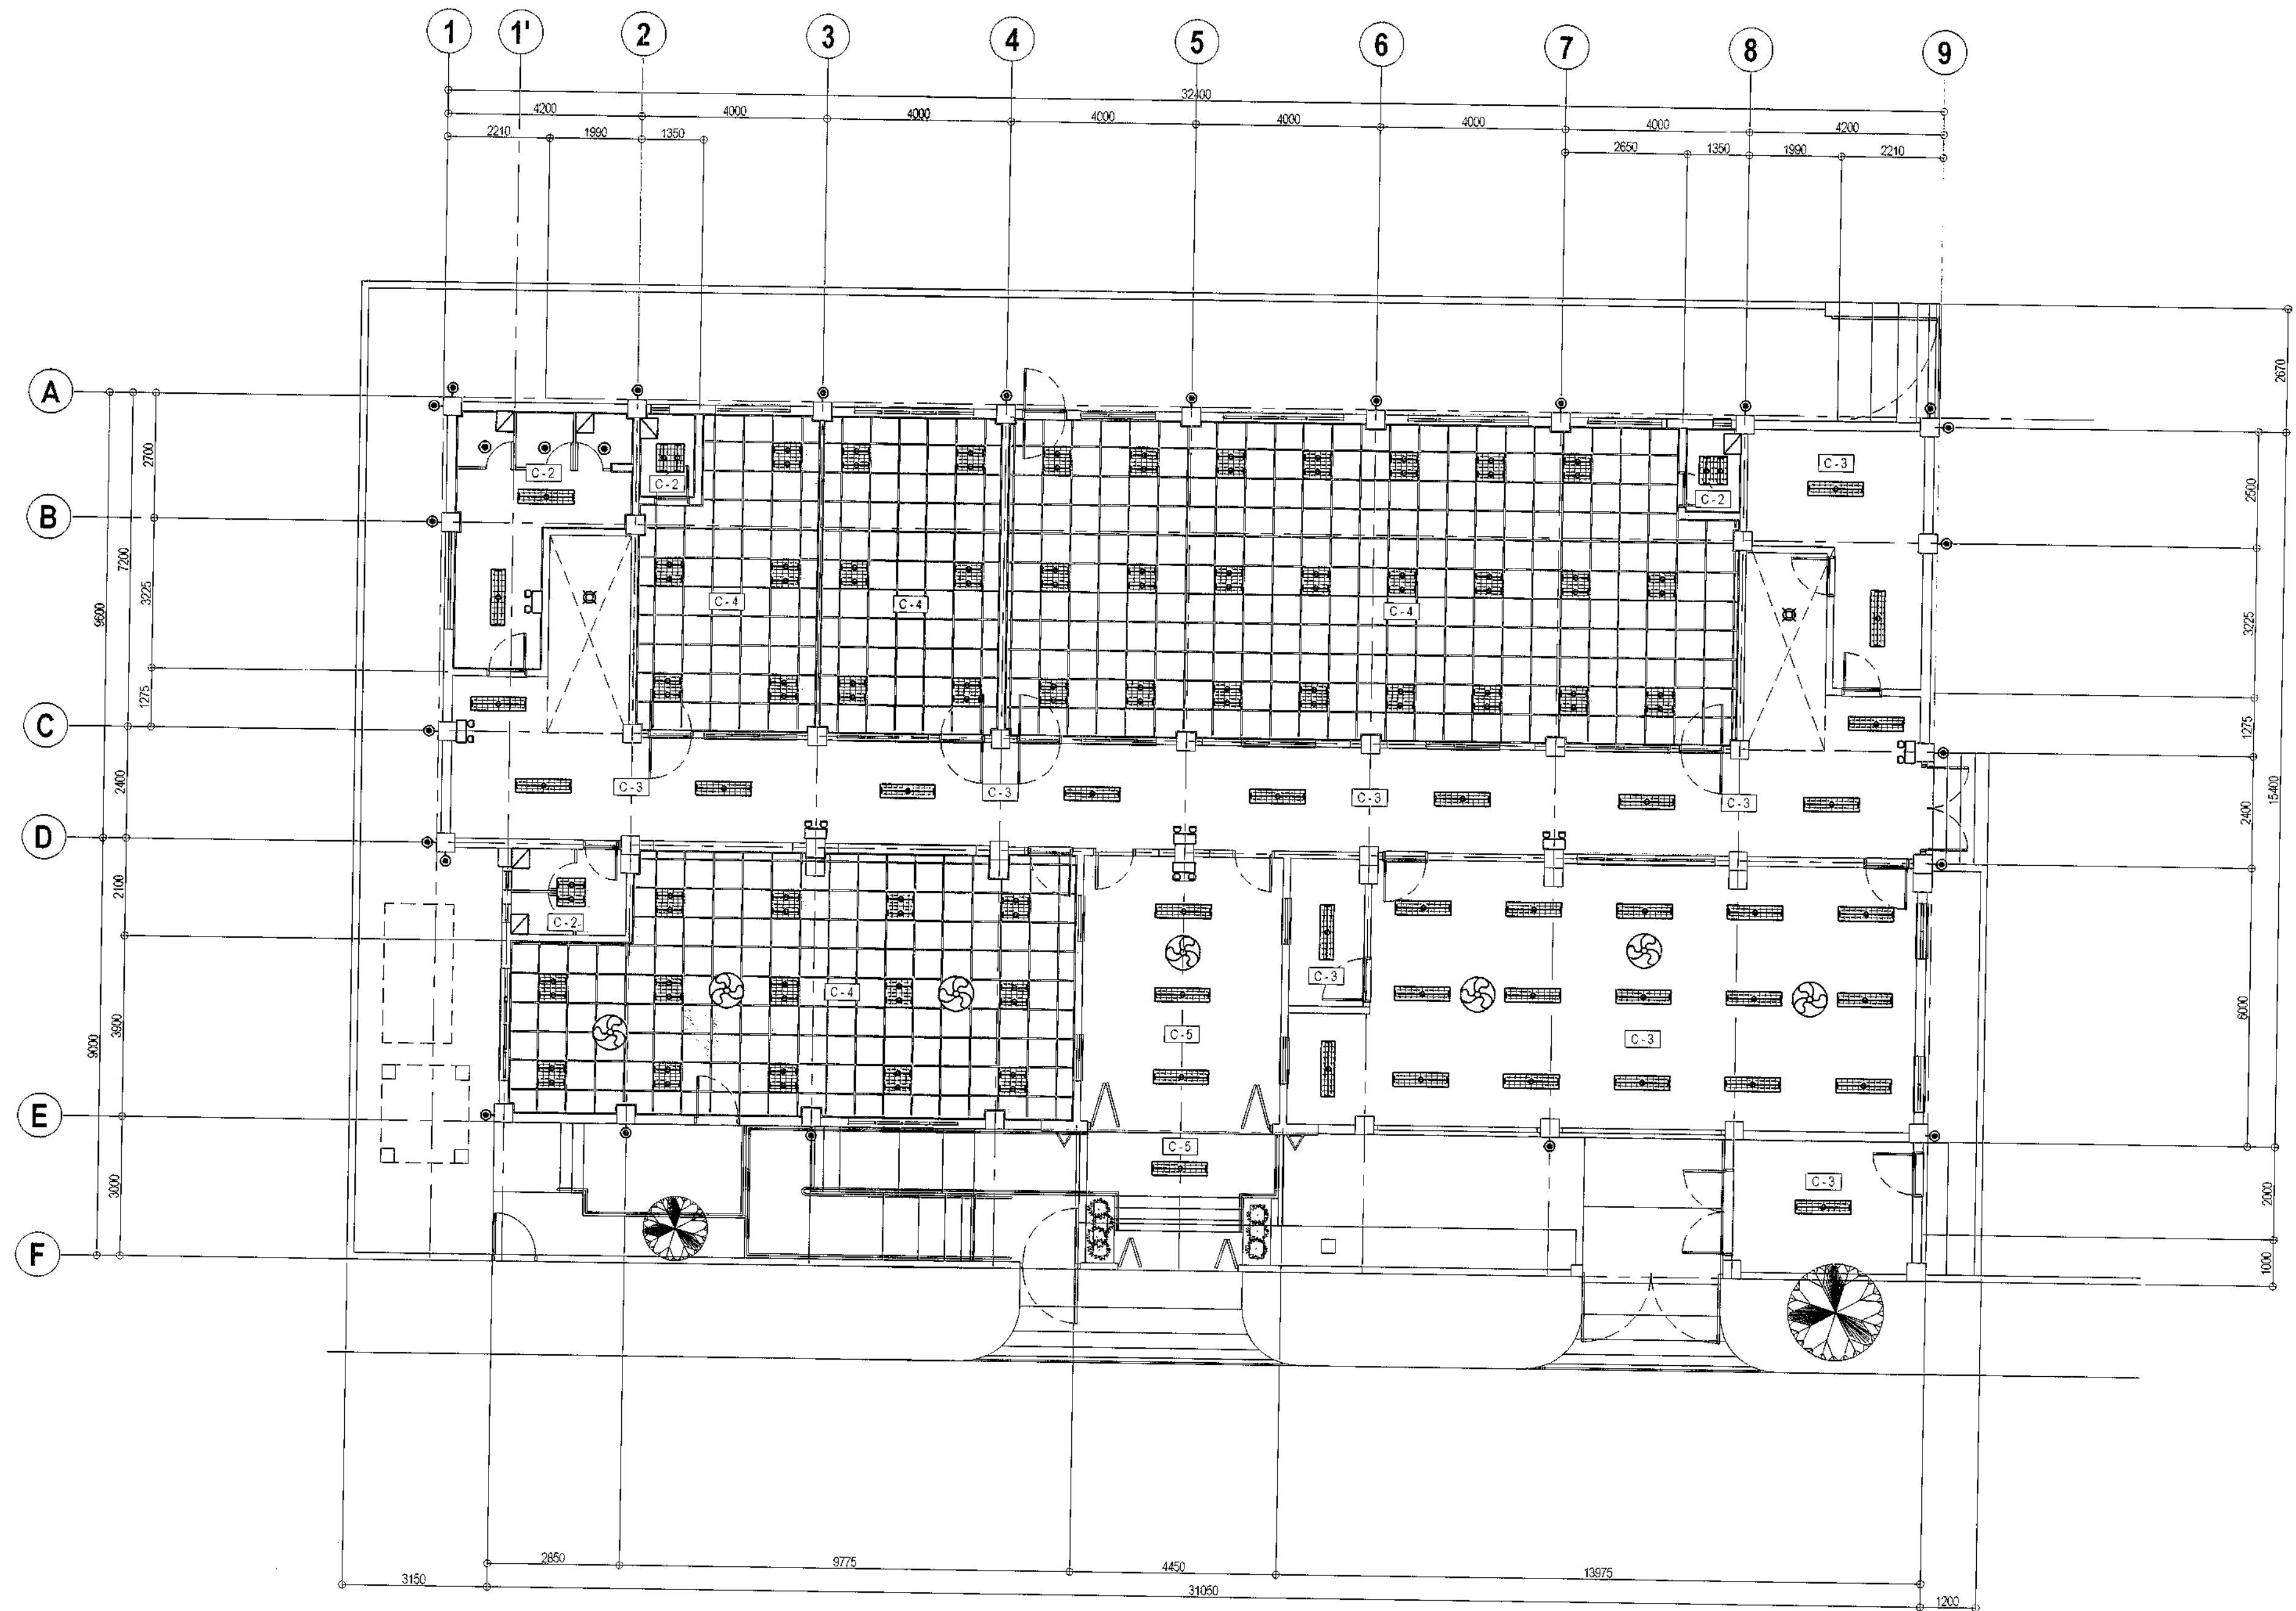 1 1' 2 3 4 5 6 7 8 9
32400
4200 4000 4000 4000 4000 4000 4000 4200
2210 1990 1350 2650 1350 1990 2210
A
B
C
D
E
F
9600
7200
2700
3225
1275
2400
2100
3900
9000
3000
2670
2500
3225
1275
15400
2400
6000
2000
1000
C-2
C-2
C-2
C-3
C-4
C-4
C-4
C-3
C-3
C-3
C-3
C-2
C-4
C-3
C-5
C-3
C-5
C-3
2850 9775 4450 13975
3150 31050 1200